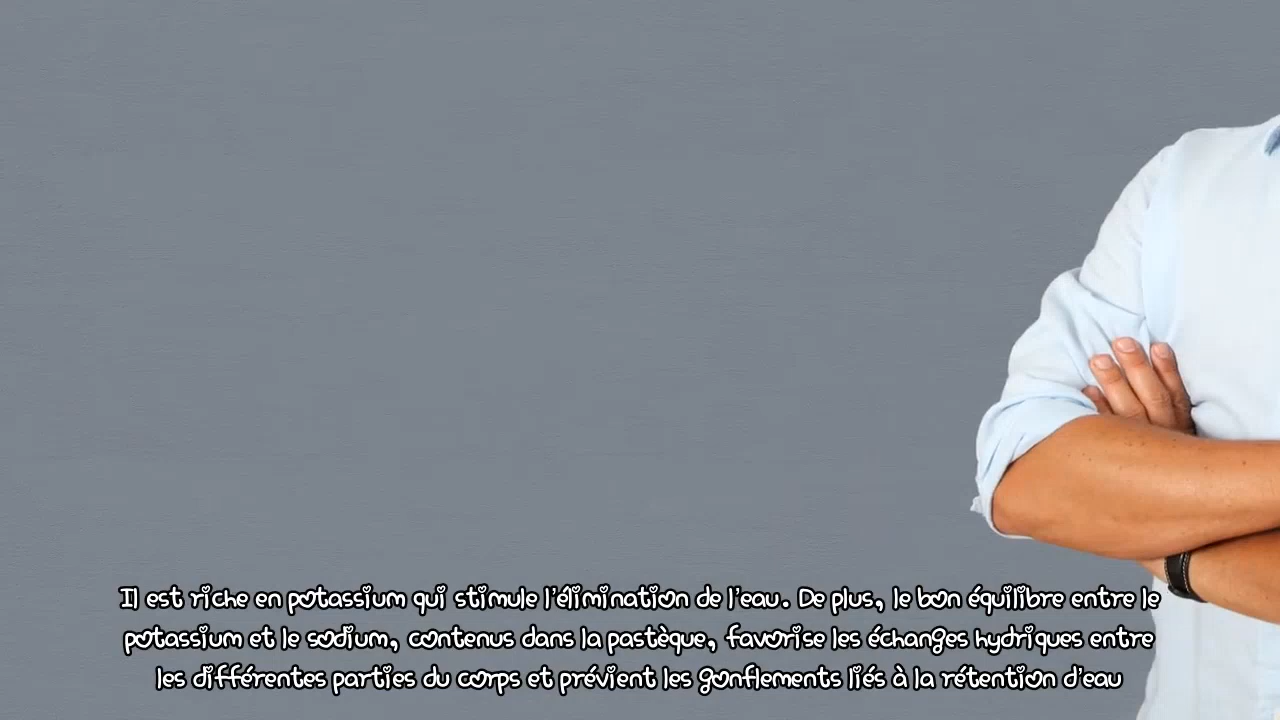 Il est riche en potassium qui stimule l'élimination de l'eau. De plus, le bon équilibre entre le
potassium et le sodium, contenus dans la pastèque, favorise les échanges hydriques entre
les différentes parties du corps et prévient les gonflements liés à la rétention d'eau